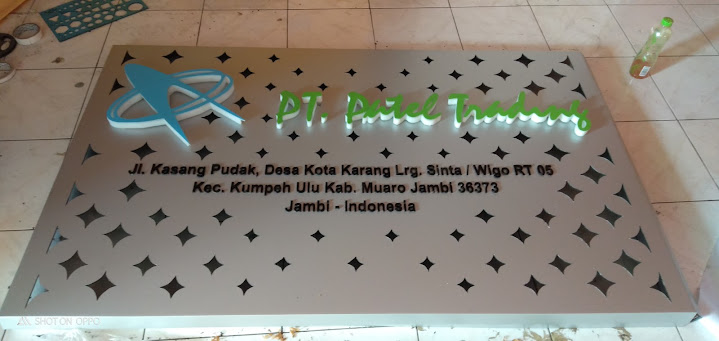 PT. Patel Trading
Jl. Kasang Pudak, Desa Kota Karang Lrg. Sinta / Wigo RT 05
Kec. Kumpeh Ulu Kab. Muaro Jambi 36373
Jambi - Indonesia
SHOT ON OPPO